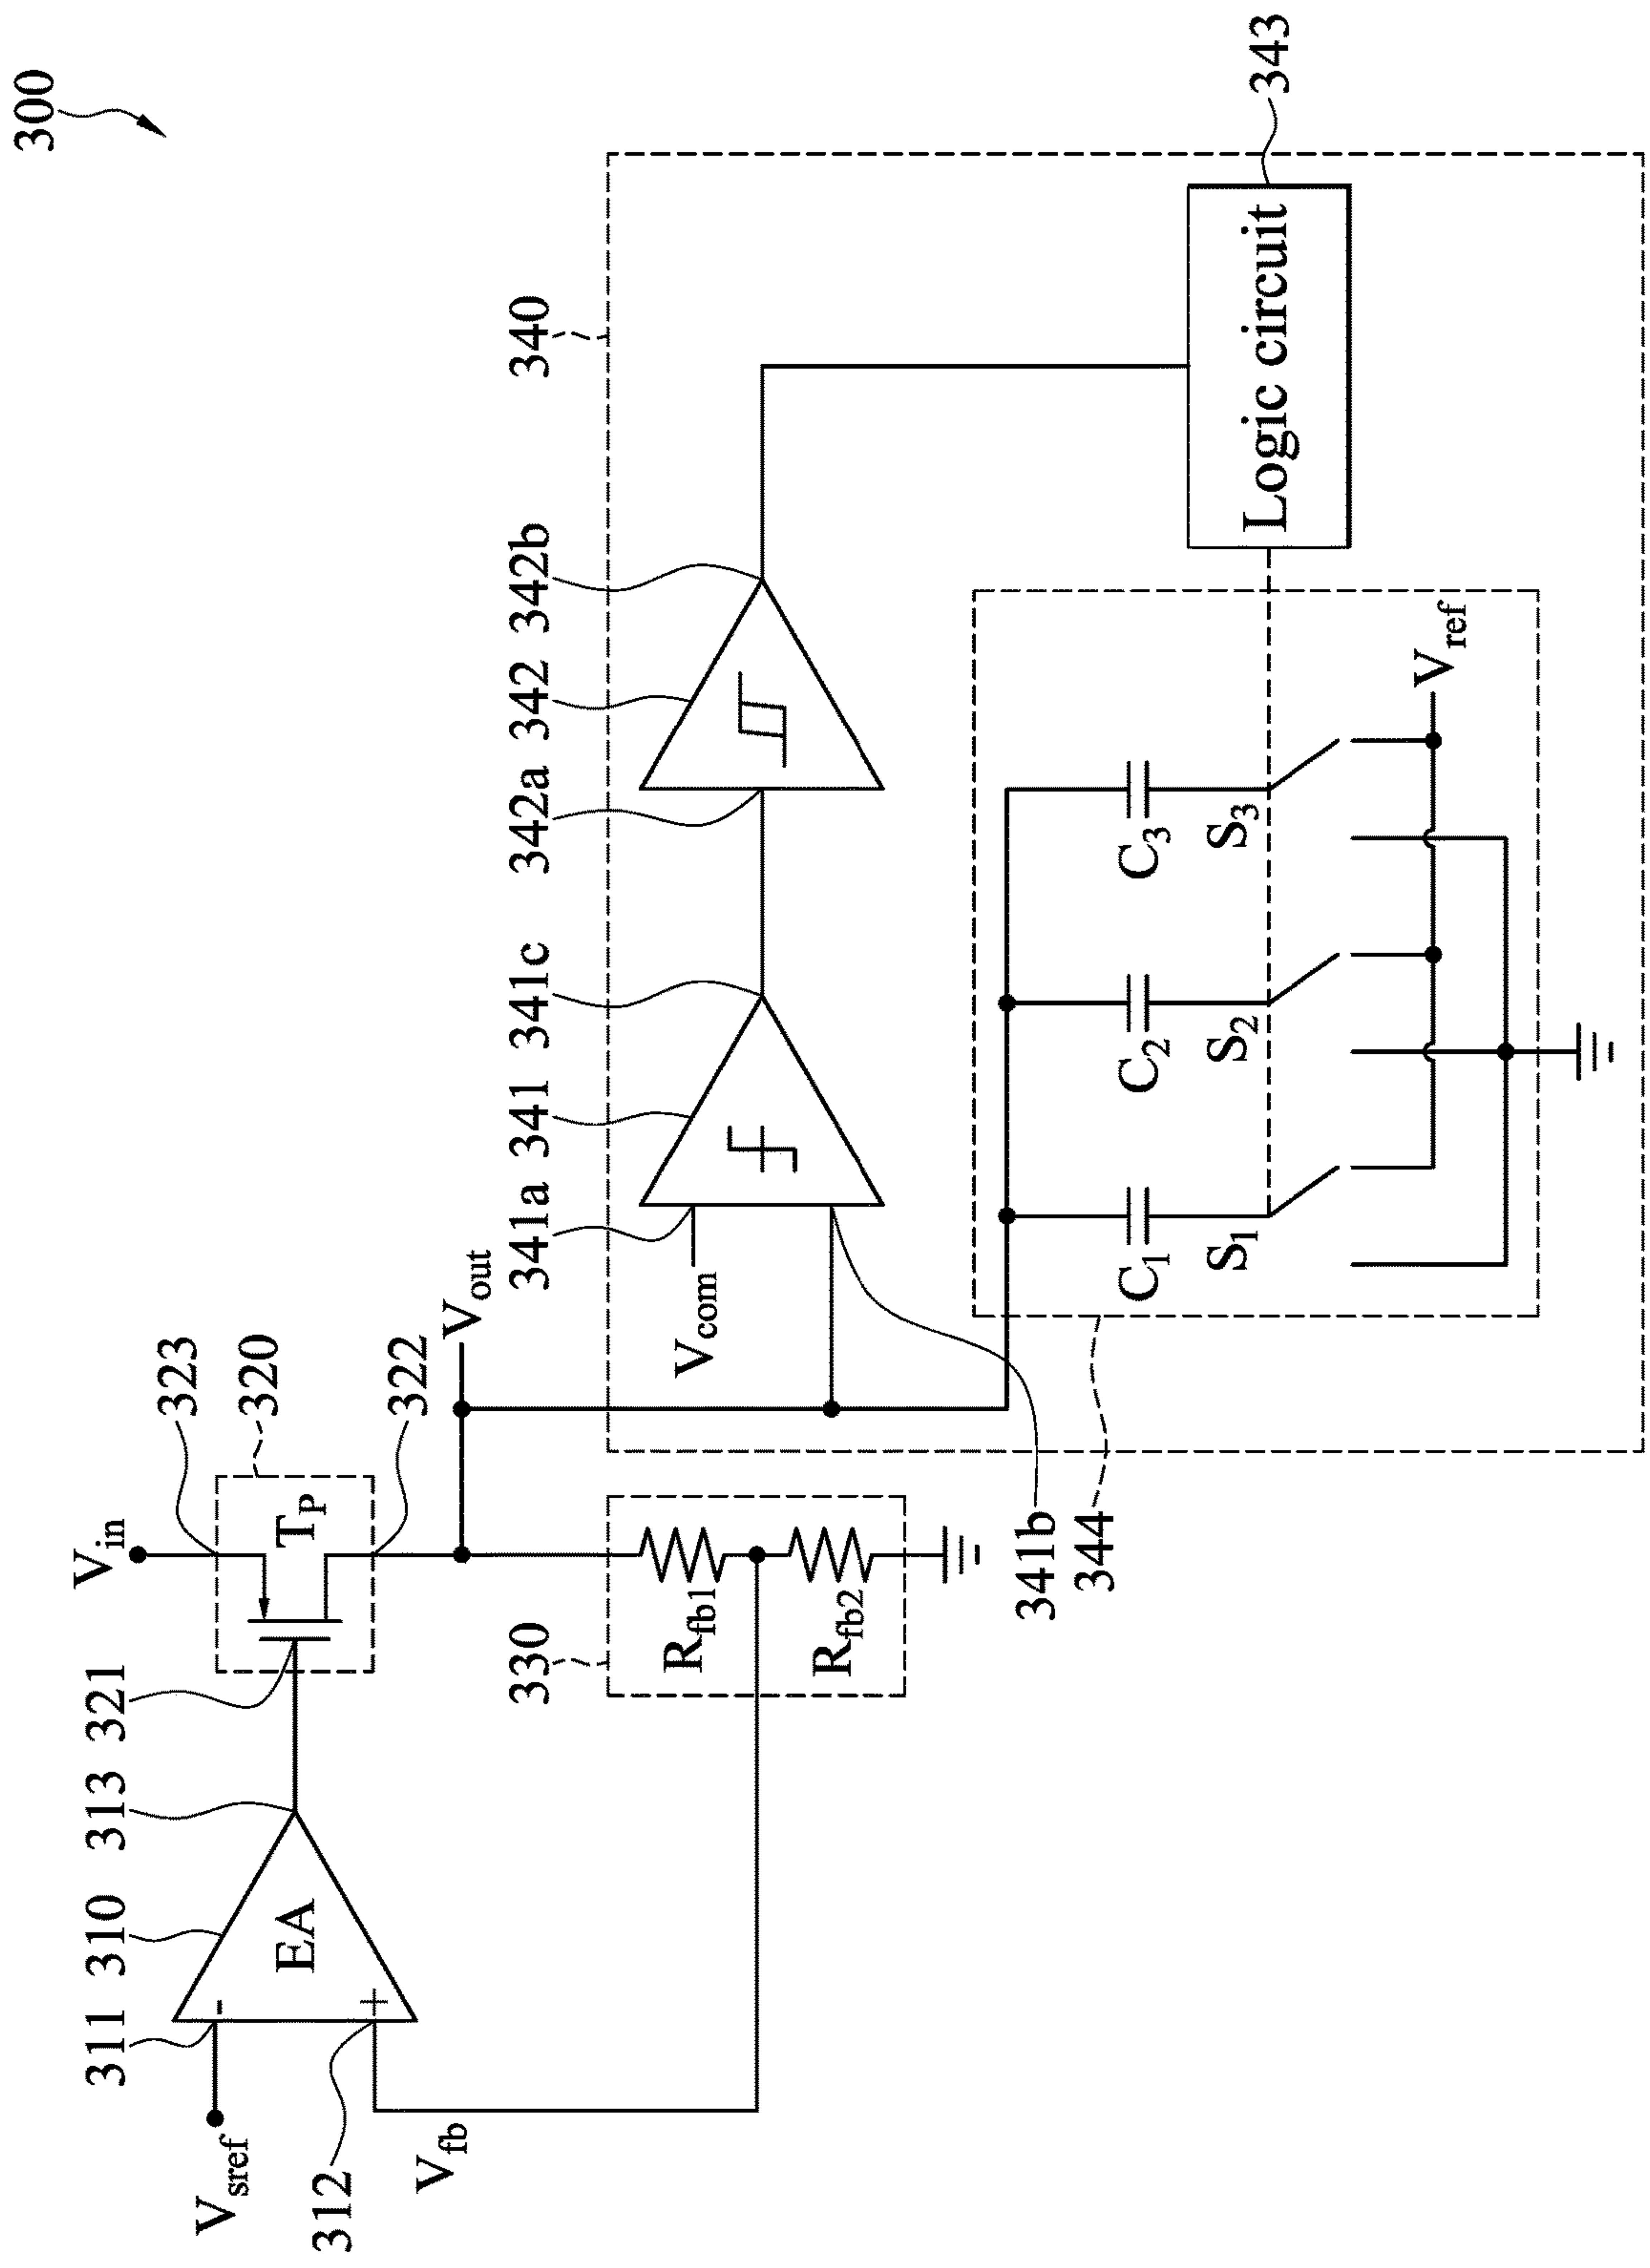 300
V_in
323
320
T_P
322
321
313
310
311
EA
-
+
V_sref
312
V_fb
V_out
330
R_fb1
R_fb2
340
341a
341
341c
342a
342
342b
V_com
341b
344
343
Logic circuit
C_1
C_2
C_3
S_1
S_2
S_3
V_ref